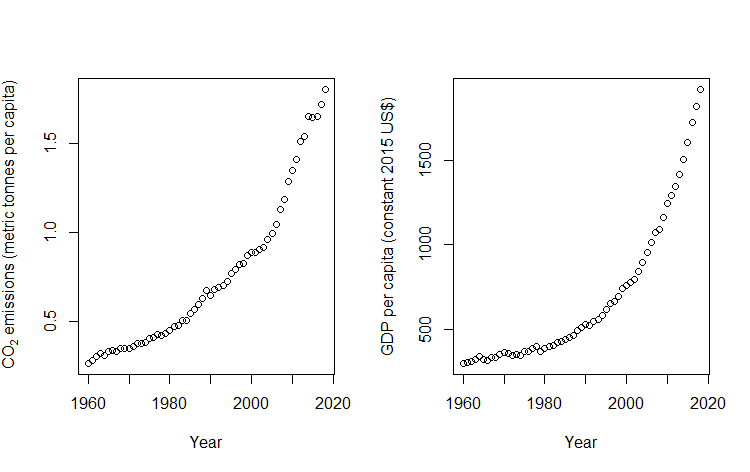 CO2 emissions (metric tonnes per capita)
1.5
1.0
0.5
1960 1980 2000 2020
Year
GDP per capita (constant 2015 US$)
1500
1000
500
1960 1980 2000 2020
Year